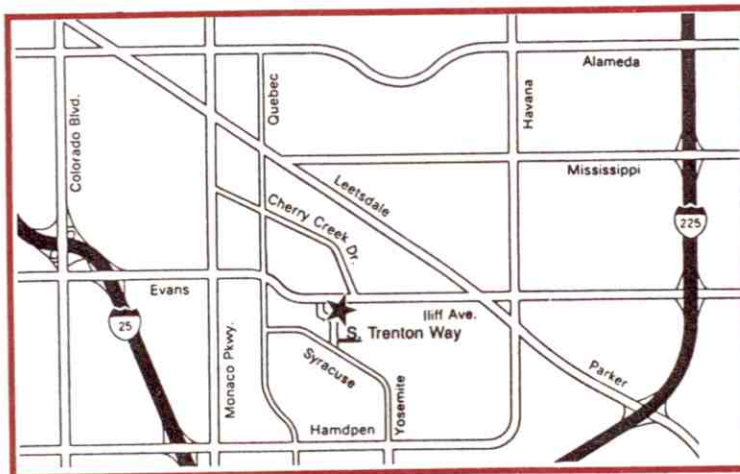 Alameda
Quebec
Havana
Colorado Blvd.
Mississippi
Leetsdale
Cherry Creek Dr.
225
Evans
Iliff Ave.
25
S. Trenton Way
Monaco Pkwy.
Syracuse
Yosemite
Parker
Hamdpen